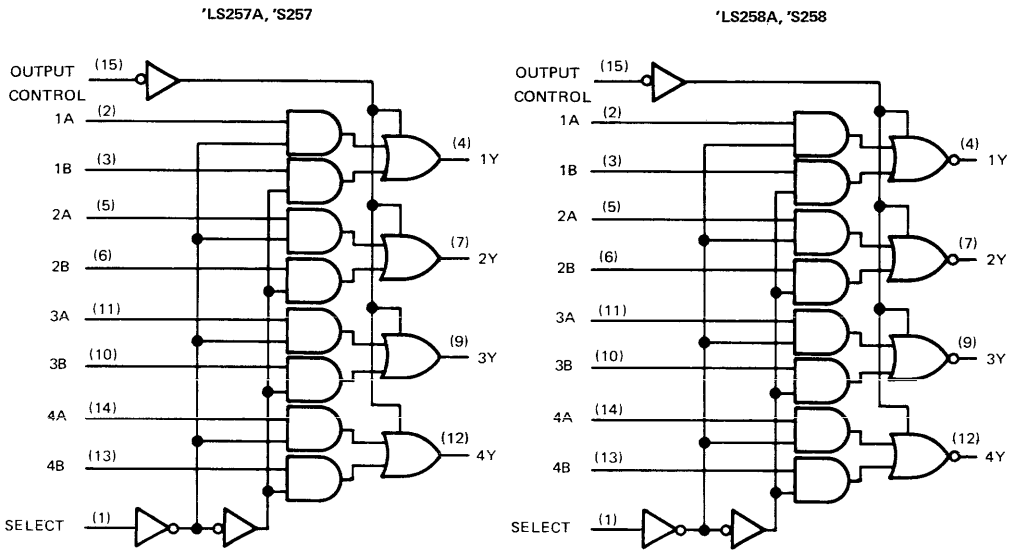 'LS257A, 'S257
OUTPUT CONTROL (15)
1A (2)
1B (3)
2A (5)
2B (6)
3A (11)
3B (10)
4A (14)
4B (13)
SELECT (1)
(4) 1Y
(7) 2Y
(9) 3Y
(12) 4Y
'LS258A, 'S258
OUTPUT CONTROL (15)
1A (2)
1B (3)
2A (5)
2B (6)
3A (11)
3B (10)
4A (14)
4B (13)
SELECT (1)
(4) 1Y
(7) 2Y
(9) 3Y
(12) 4Y